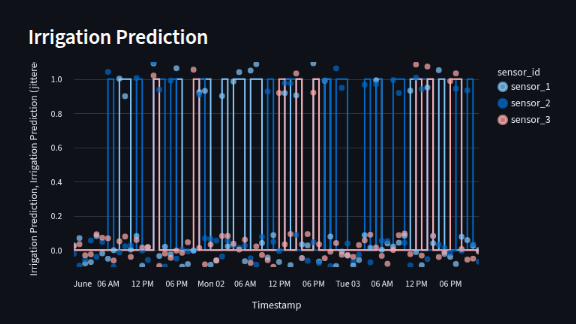 Irrigation Prediction
Irrigation Prediction, Irrigation Prediction (jittere
1.0
0.8
0.6
0.4
0.2
0.0
June 06 AM 12 PM 06 PM Mon 02 06 AM 12 PM 06 PM Tue 03 06 AM 12 PM 06 PM
Timestamp
sensor_id
sensor_1
sensor_2
sensor_3